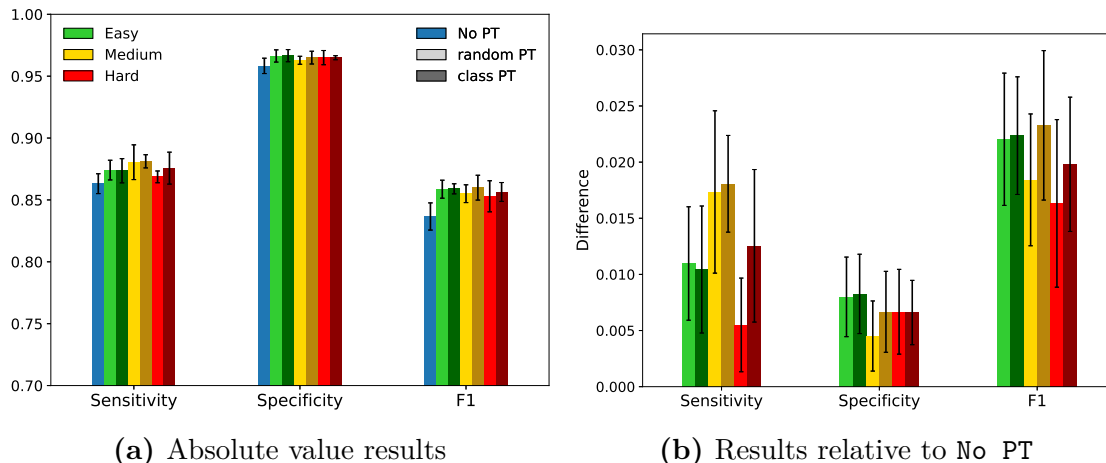 1.00
0.95
0.90
0.85
0.80
0.75
0.70
Easy
Medium
Hard
No PT
random PT
class PT
Sensitivity Specificity F1
(a) Absolute value results
Difference
0.030
0.025
0.020
0.015
0.010
0.005
0.000
Sensitivity Specificity F1
(b) Results relative to No PT